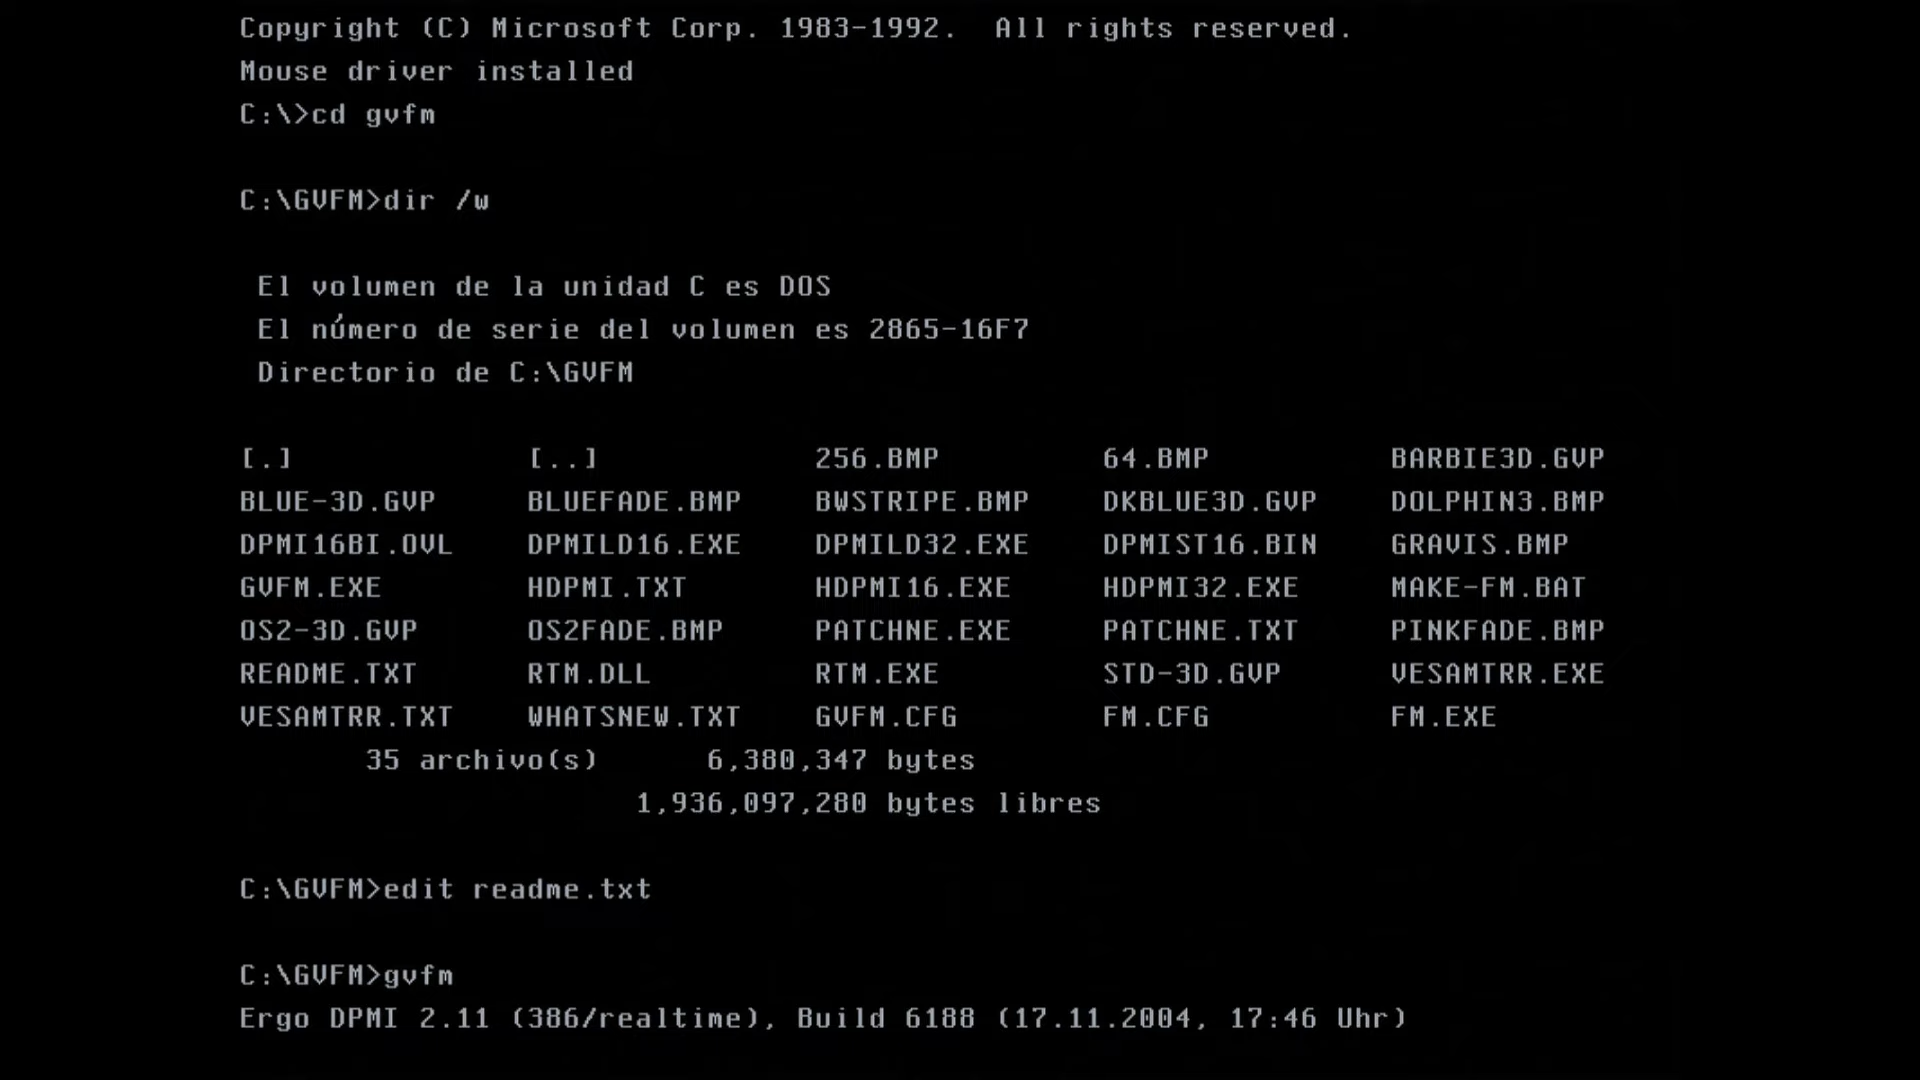 Copyright (C) Microsoft Corp. 1983-1992.  All rights reserved.
Mouse driver installed
C:\>cd gvfm
C:\GVFM>dir /w
El volumen de la unidad C es DOS
El número de serie del volumen es 2865-16F7
Directorio de C:\GVFM
[.] [..] 256.BMP 64.BMP BARBIE3D.GVP
BLUE-3D.GVP BLUEFADE.BMP BWSTRIPE.BMP DKBLUE3D.GVP DOLPHIN3.BMP
DPMI16BI.OVL DPMILD16.EXE DPMILD32.EXE DPMIST16.BIN GRAVIS.BMP
GVFM.EXE HDPMI.TXT HDPMI16.EXE HDPMI32.EXE MAKE-FM.BAT
OS2-3D.GVP OS2FADE.BMP PATCHNE.EXE PATCHNE.TXT PINKFADE.BMP
README.TXT RTM.DLL RTM.EXE STD-3D.GVP VESAMTRR.EXE
VESAMTRR.TXT WHATSNEW.TXT GVFM.CFG FM.CFG FM.EXE
35 archivo(s) 6,380,347 bytes
1,936,097,280 bytes libres
C:\GVFM>edit readme.txt
C:\GVFM>gvfm
Ergo DPMI 2.11 (386/realtime), Build 6188 (17.11.2004, 17:46 Uhr)